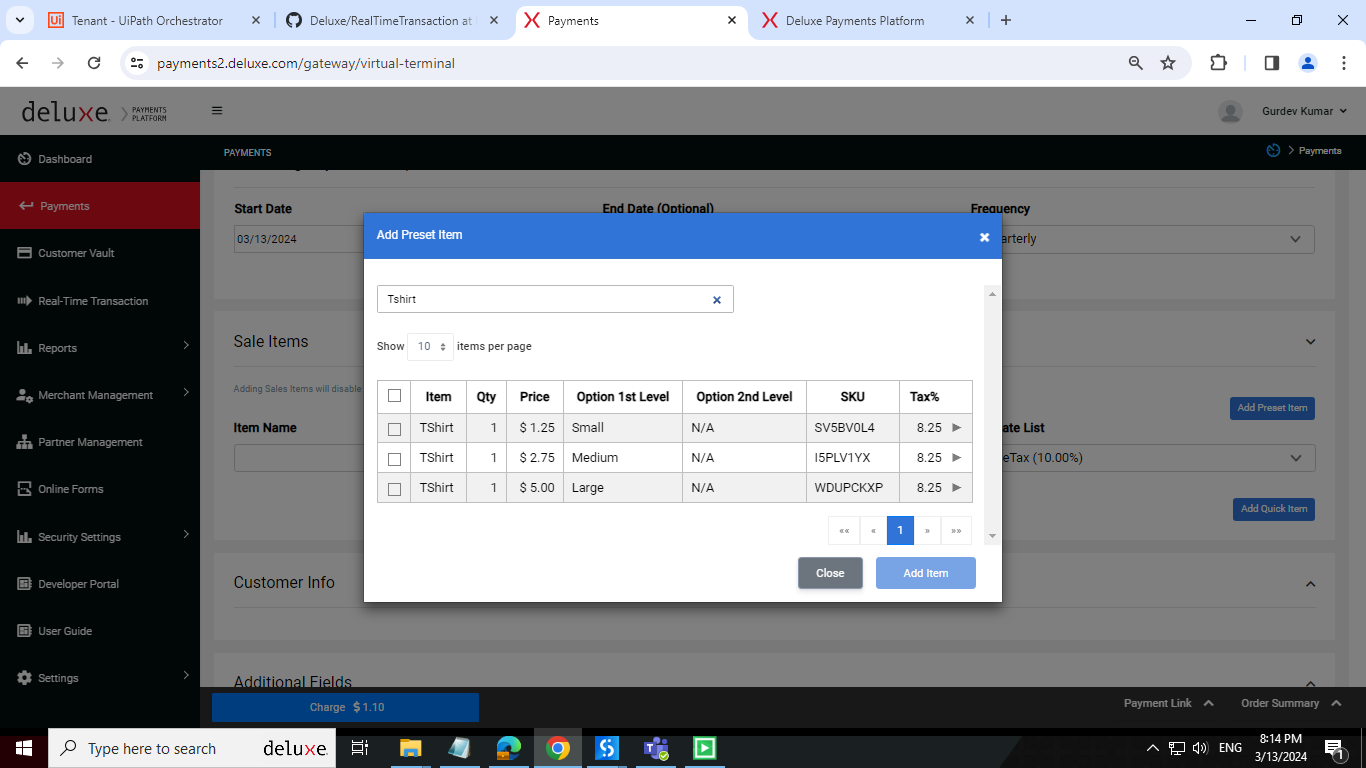 Tenant - UiPath Orchestrator
Deluxe/RealTimeTransaction at
Payments
Deluxe Payments Platform
payments2.deluxe.com/gateway/virtual-terminal
deluxe. PAYMENTS PLATFORM
Gurdev Kumar
Dashboard
Payments
Customer Vault
Real-Time Transaction
Reports
Merchant Management
Partner Management
Online Forms
Security Settings
Developer Portal
User Guide
Settings
PAYMENTS
Payments
Start Date
End Date (Optional)
Frequency
03/13/2024
arterly
Add Preset Item
Tshirt
Show 10 items per page
Item Qty Price Option 1st Level Option 2nd Level SKU Tax%
TShirt 1 $ 1.25 Small N/A SV5BV0L4 8.25
TShirt 1 $ 2.75 Medium N/A I5PLV1YX 8.25
TShirt 1 $ 5.00 Large N/A WDUPCKXP 8.25
«« « 1 » »»
Close Add Item
Sale Items
Adding Sales Items will disable
Add Preset Item
Item Name
ate List
eTax (10.00%)
Add Quick Item
Customer Info
Additional Fields
Charge $ 1.10
Payment Link
Order Summary
Type here to search deluxe.
ENG
8:14 PM
3/13/2024
1